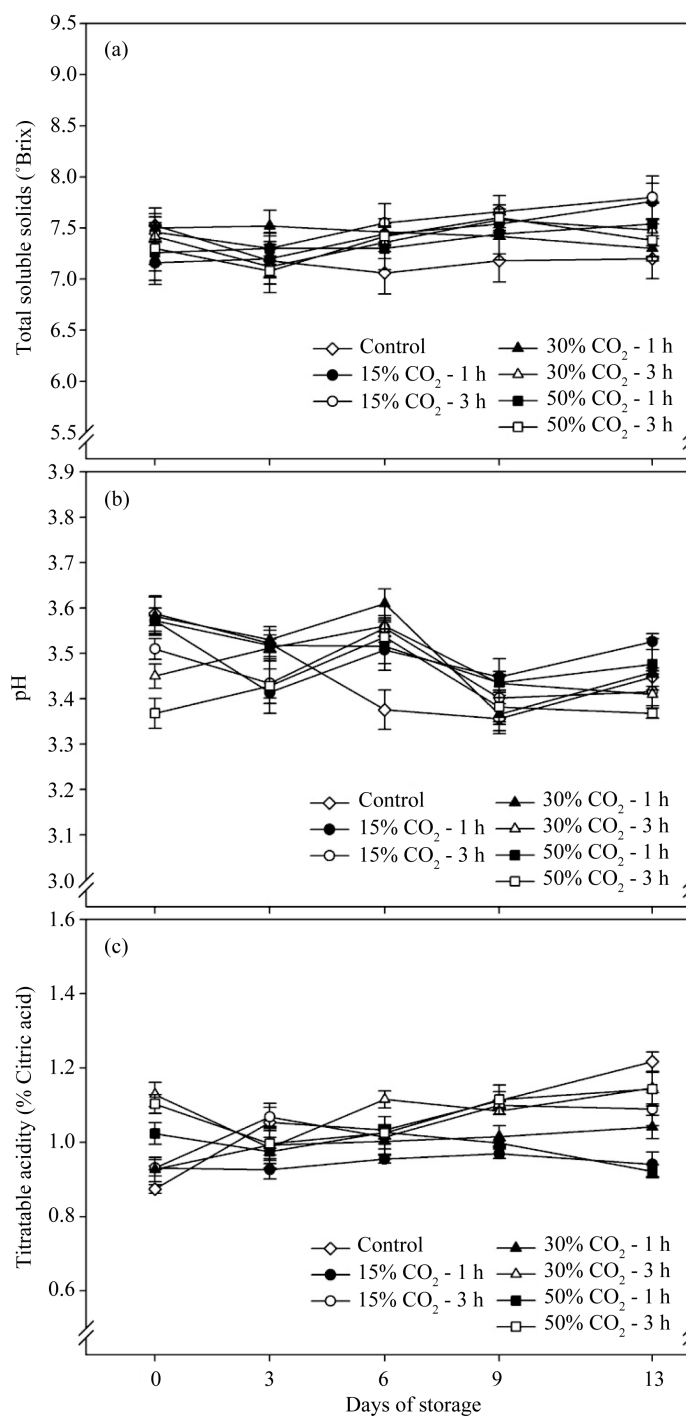 (a)
Total soluble solids (˚Brix)
9.5
9.0
8.5
8.0
7.5
7.0
6.5
6.0
5.5
Control
15% CO₂ - 1 h
15% CO₂ - 3 h
30% CO₂ - 1 h
30% CO₂ - 3 h
50% CO₂ - 1 h
50% CO₂ - 3 h
(b)
pH
3.9
3.8
3.7
3.6
3.5
3.4
3.3
3.2
3.1
3.0
Control
15% CO₂ - 1 h
15% CO₂ - 3 h
30% CO₂ - 1 h
30% CO₂ - 3 h
50% CO₂ - 1 h
50% CO₂ - 3 h
(c)
Titratable acidity (% Citric acid)
1.6
1.4
1.2
1.0
0.8
0.6
Control
15% CO₂ - 1 h
15% CO₂ - 3 h
30% CO₂ - 1 h
30% CO₂ - 3 h
50% CO₂ - 1 h
50% CO₂ - 3 h
0 3 6 9 13
Days of storage